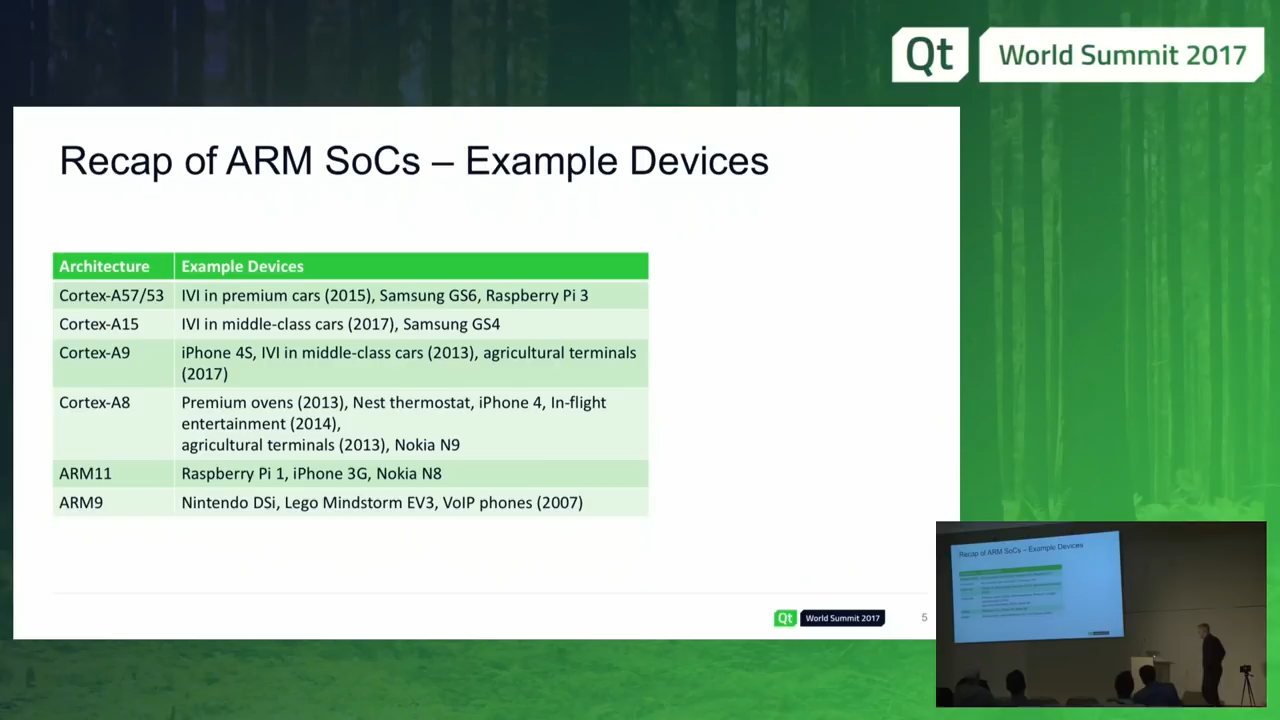 Qt World Summit 2017
Recap of ARM SoCs – Example Devices
Architecture Example Devices
Cortex-A57/53 IVI in premium cars (2015), Samsung GS6, Raspberry Pi 3
Cortex-A15 IVI in middle-class cars (2017), Samsung GS4
Cortex-A9 iPhone 4S, IVI in middle-class cars (2013), agricultural terminals
(2017)
Cortex-A8 Premium ovens (2013), Nest thermostat, iPhone 4, In-flight
entertainment (2014),
agricultural terminals (2013), Nokia N9
ARM11 Raspberry Pi 1, iPhone 3G, Nokia N8
ARM9 Nintendo DSi, Lego Mindstorm EV3, VoIP phones (2007)
Qt World Summit 2017 5
Recap of ARM SoCs – Example Devices